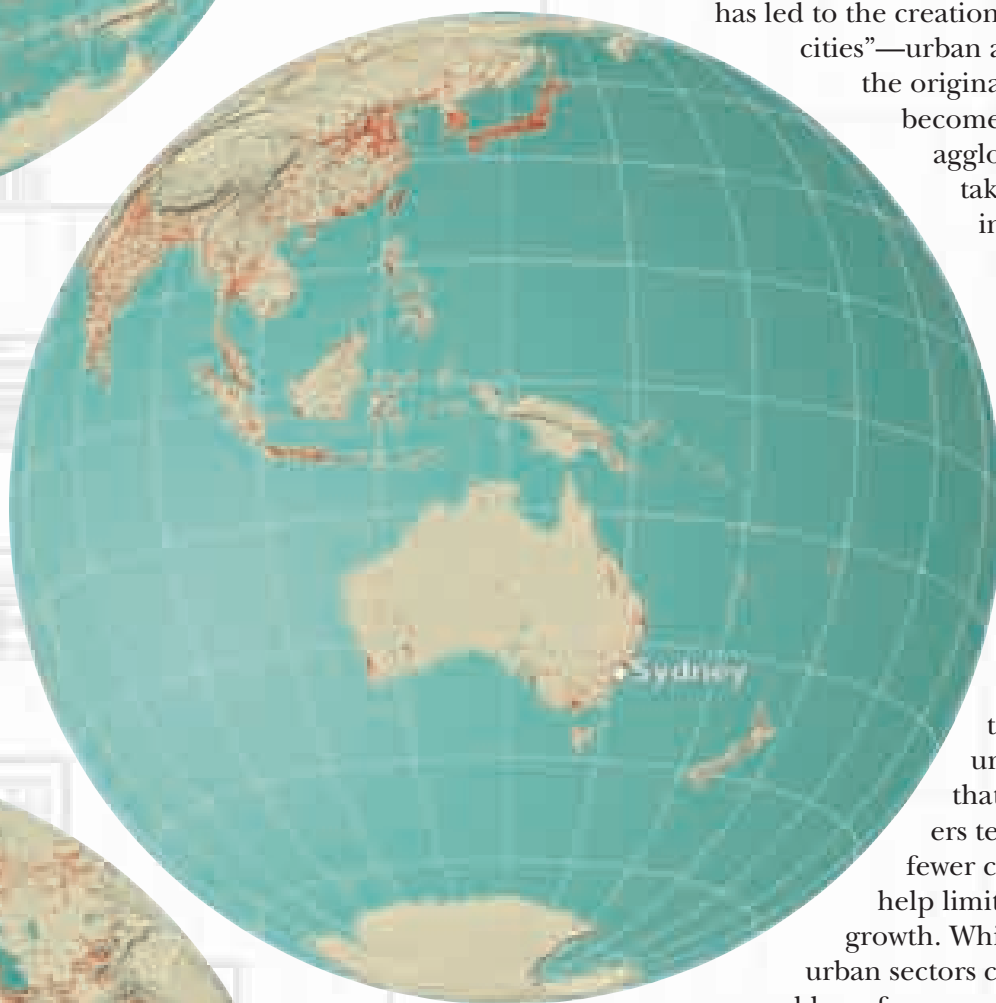 has led to the creation
cities”—urban a
the origina
become
agglo
tak
in
Sydney
t
ur
that
ers te
fewer c
help limit
growth. Whi
urban sectors c